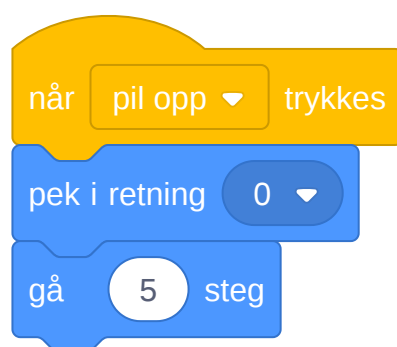 når pil opp trykkes
pek i retning 0
gå 5 steg